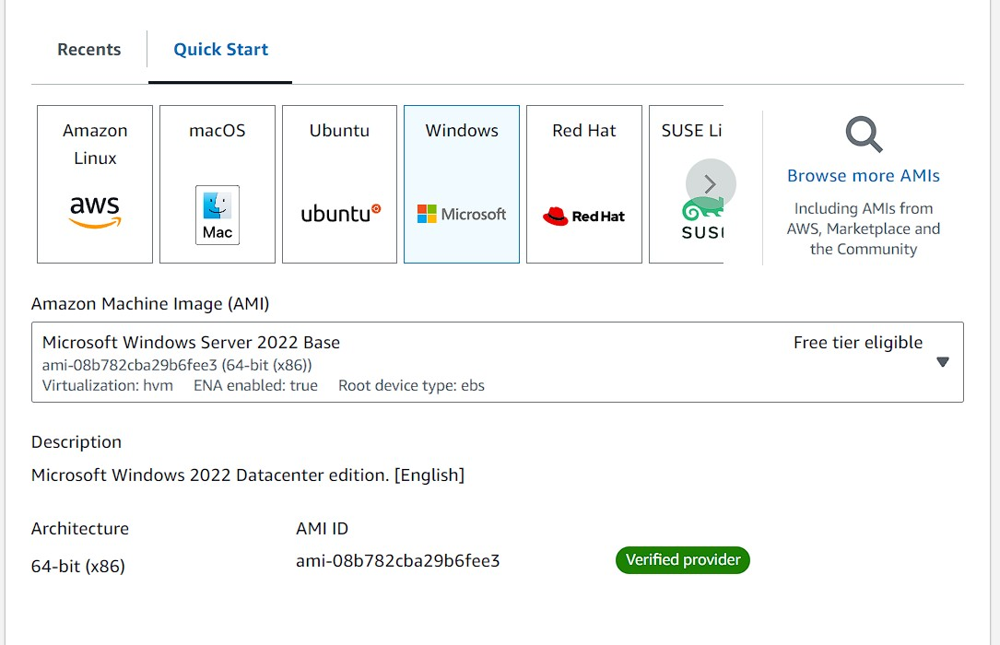 Recents
Quick Start
Amazon
Linux
aws
macOS
Mac
Ubuntu
ubuntu
Windows
Microsoft
Red Hat
Red Hat
SUSE Li
SUS
Browse more AMIs
Including AMIs from
AWS, Marketplace and
the Community
Amazon Machine Image (AMI)
Microsoft Windows Server 2022 Base
Free tier eligible
ami-08b782cba29b6fee3 (64-bit (x86))
Virtualization: hvm ENA enabled: true Root device type: ebs
Description
Microsoft Windows 2022 Datacenter edition. [English]
Architecture
AMI ID
64-bit (x86)
ami-08b782cba29b6fee3
Verified provider